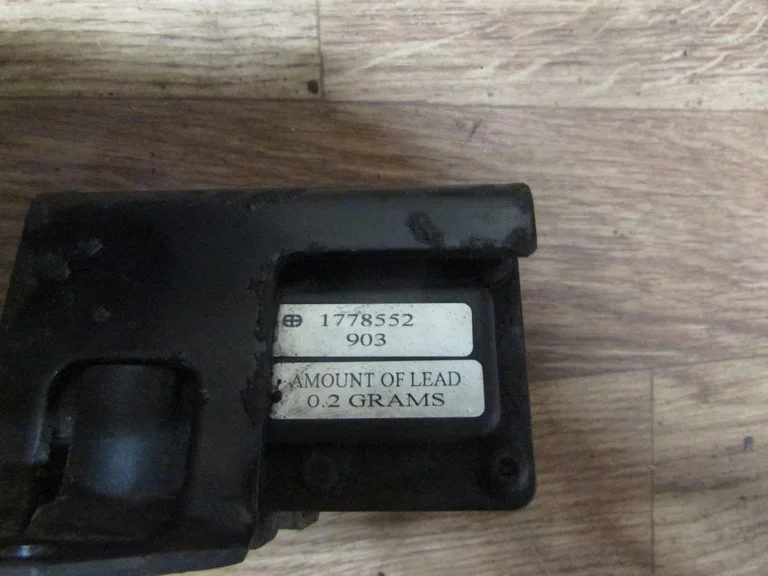 1778552
903
AMOUNT OF LEAD
0.2 GRAMS